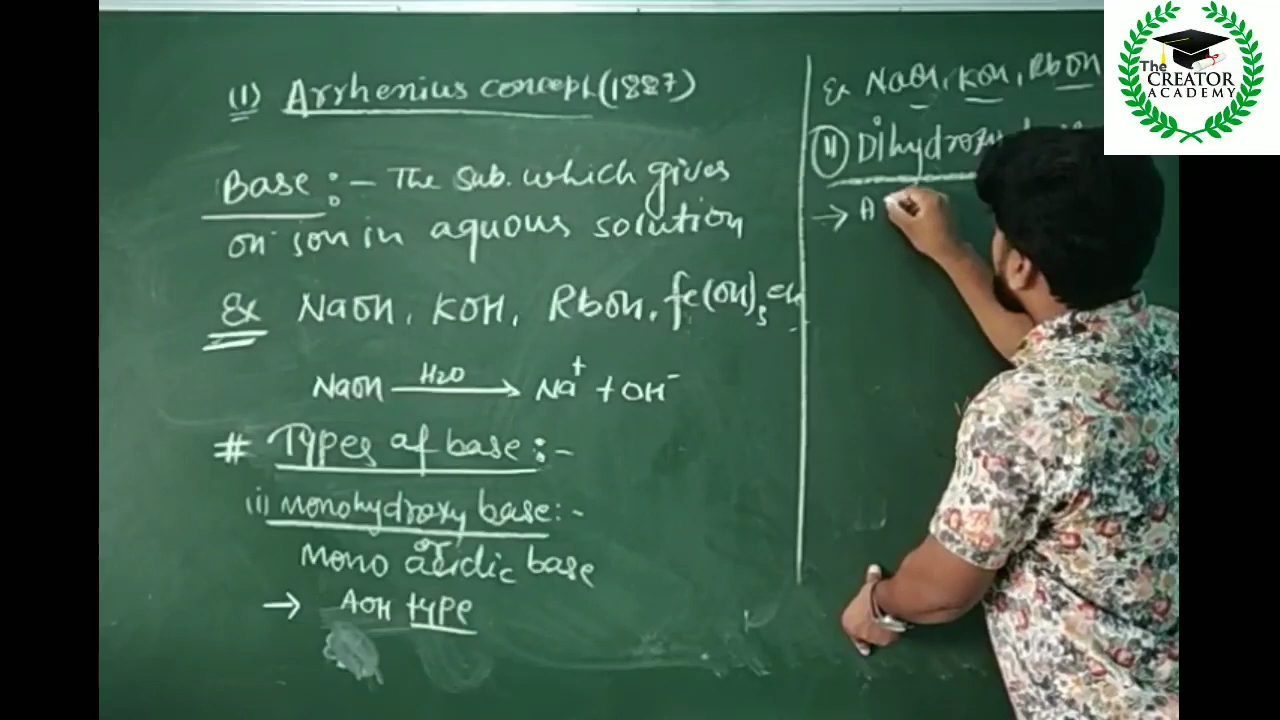 (1) Arrhenius concept (1887)
Base :- The sub. which gives
OH⁻ ion in aquous solution
Ex NaOH, KOH, RbOH, Fe(OH)₃ etc
NaOH H₂O → Na⁺ + OH⁻
# Types of base :-
(i) monohydroxy base :-
or
Mono acidic base
→ AOH type
Ex NaOH, KOH, RbOH
(ii) Dihydroxy
→ A
The
CREATOR
ACADEMY